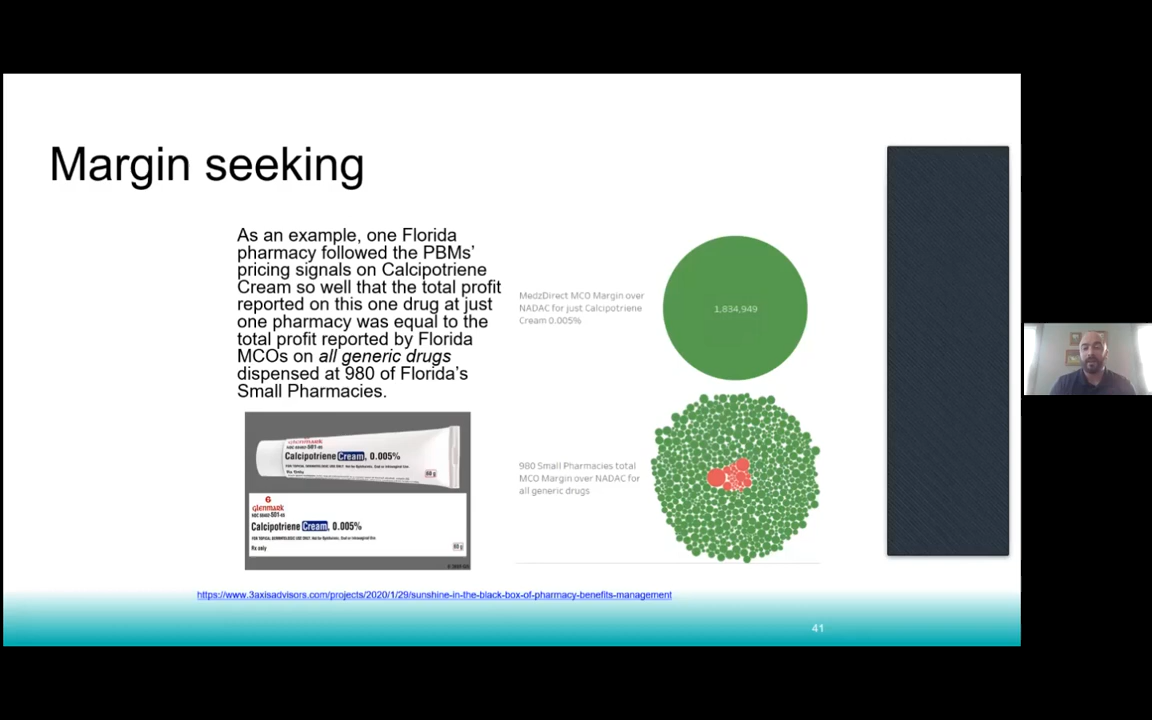 Margin seeking
As an example, one Florida
pharmacy followed the PBMs'
pricing signals on Calcipotriene
Cream so well that the total profit
reported on this one drug at just
one pharmacy was equal to the
total profit reported by Florida
MCOs on all generic drugs
dispensed at 980 of Florida's
Small Pharmacies.
MedzDirect MCO Margin over
NADAC for just Calcipotriene
Cream 0.005%
1,834,949
980 Small Pharmacies total
MCO Margin over NADAC for
all generic drugs
Glenmark
Calcipotriene Cream, 0.005%
Rx only
60 g
Glenmark
Calcipotriene Cream, 0.005%
Rx only
60 g
https://www.3axisadvisors.com/projects/2020/1/29/sunshine-in-the-black-box-of-pharmacy-benefits-management
41